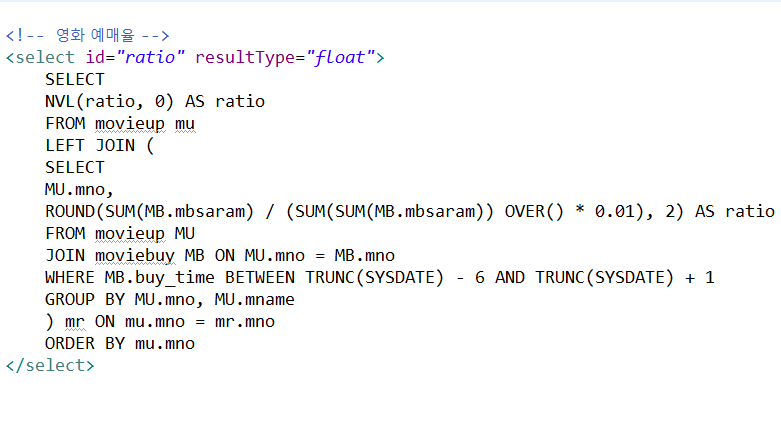 <!-- 영화 예매율 -->
<select id="ratio" resultType="float">
SELECT
NVL(ratio, 0) AS ratio
FROM movieup mu
LEFT JOIN (
SELECT
MU.mno,
ROUND(SUM(MB.mbsaram) / (SUM(SUM(MB.mbsaram)) OVER() * 0.01), 2) AS ratio
FROM movieup MU
JOIN moviebuy MB ON MU.mno = MB.mno
WHERE MB.buy_time BETWEEN TRUNC(SYSDATE) - 6 AND TRUNC(SYSDATE) + 1
GROUP BY MU.mno, MU.mname
) mr ON mu.mno = mr.mno
ORDER BY mu.mno
</select>